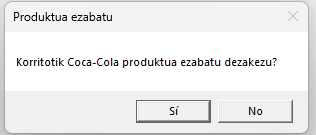 Produktua ezabatu
Korritotik Coca-Cola produktua ezabatu dezakezu?
Sí
No